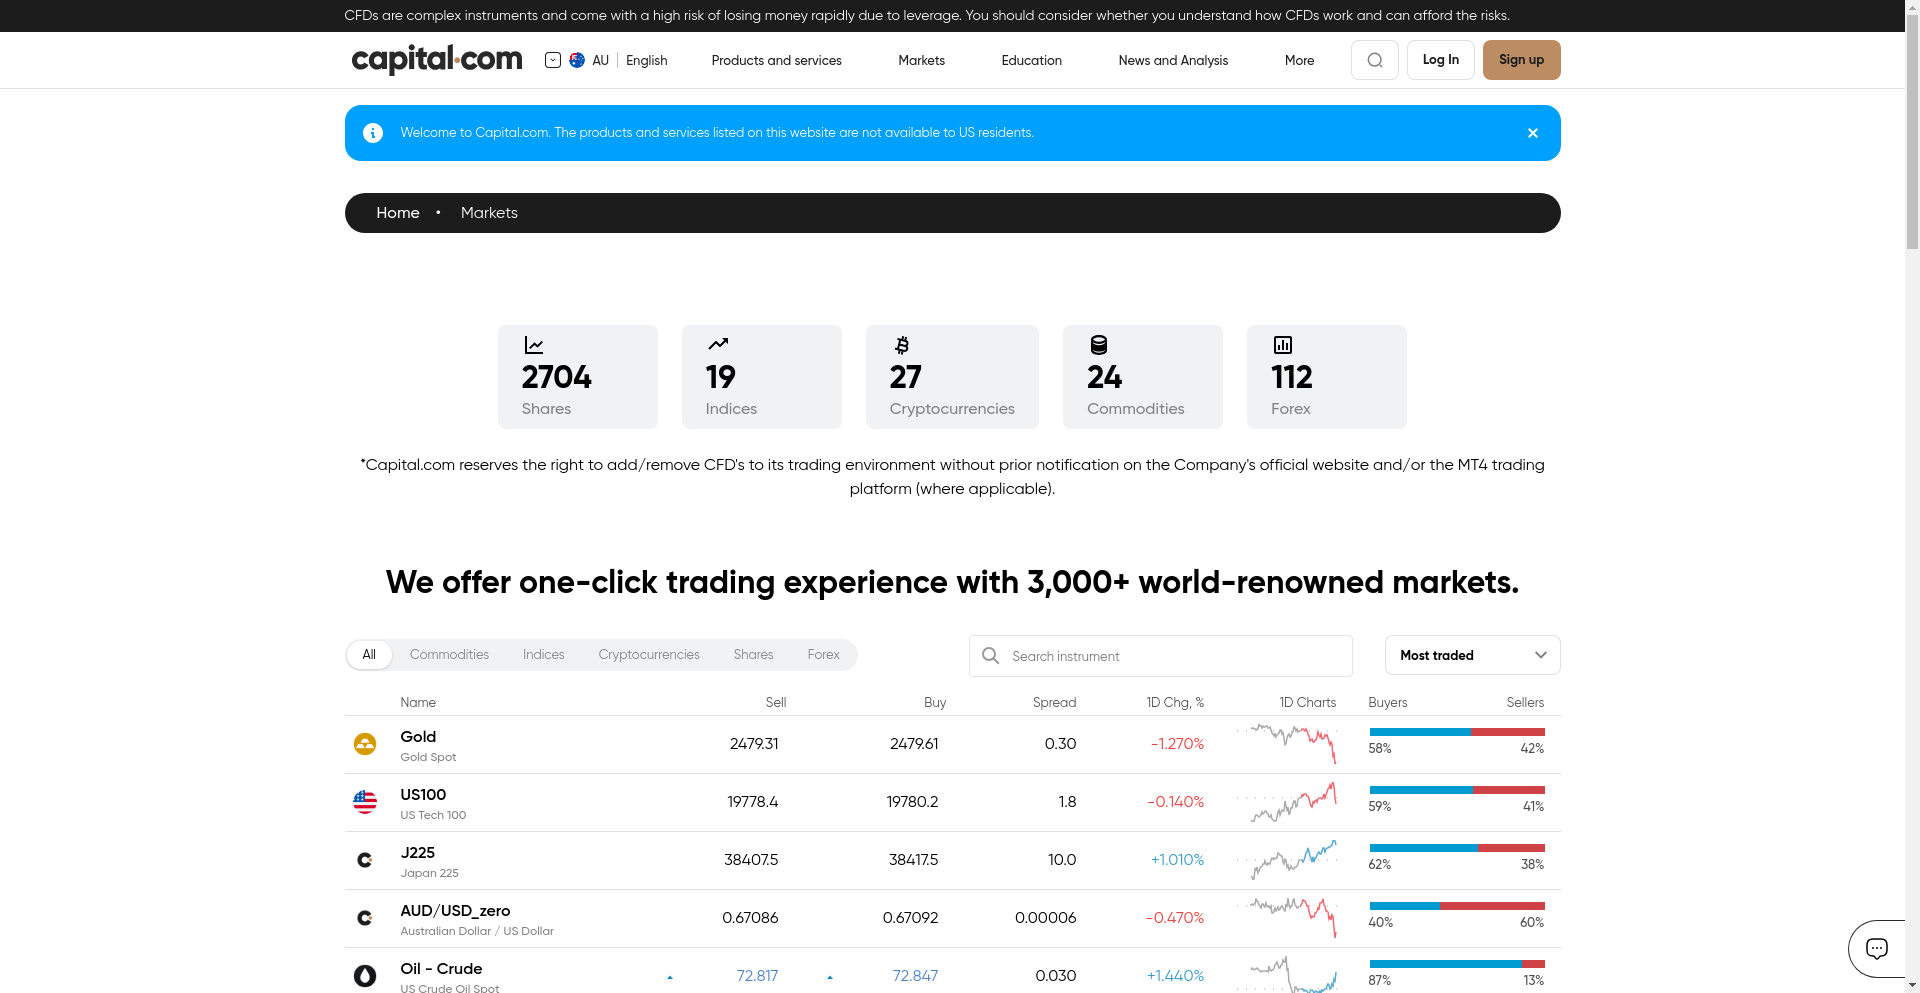 CFDs are complex instruments and come with a high risk of losing money rapidly due to leverage. You should consider whether you understand how CFDs work and can afford the risks.
capital.com AU English Products and services Markets Education News and Analysis More Log In Sign up
Welcome to Capital.com. The products and services listed on this website are not available to US residents.
Home • Markets
2704 19 27 24 112
Shares Indices Cryptocurrencies Commodities Forex
*Capital.com reserves the right to add/remove CFD's to its trading environment without prior notification on the Company's official website and/or the MT4 trading
platform (where applicable).
We offer one-click trading experience with 3,000+ world-renowned markets.
All Commodities Indices Cryptocurrencies Shares Forex Search instrument Most traded
Name Sell Buy Spread 1D Chg, % 1D Charts Buyers Sellers
Gold 2479.31 2479.61 0.30 -1.270% 58% 42%
Gold Spot
US100 19778.4 19780.2 1.8 -0.140% 59% 41%
US Tech 100
J225 38407.5 38417.5 10.0 +1.010% 62% 38%
Japan 225
AUD/USD_zero 0.67086 0.67092 0.00006 -0.470% 40% 60%
Australian Dollar / US Dollar
Oil - Crude 72.817 72.847 0.030 +1.440% 87% 13%
US Crude Oil Spot